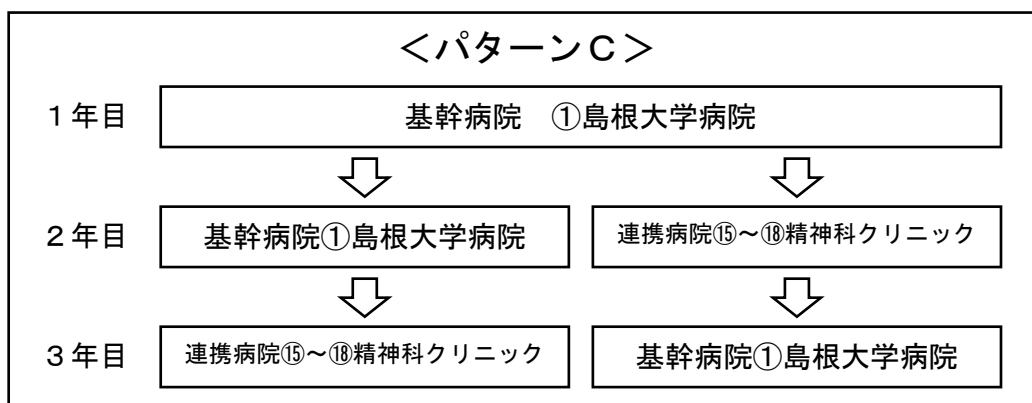 ＜パターンＣ＞
１年目 基幹病院　①島根大学病院
２年目 基幹病院①島根大学病院 連携病院⑮～⑱精神科クリニック
３年目 連携病院⑮～⑱精神科クリニック 基幹病院①島根大学病院